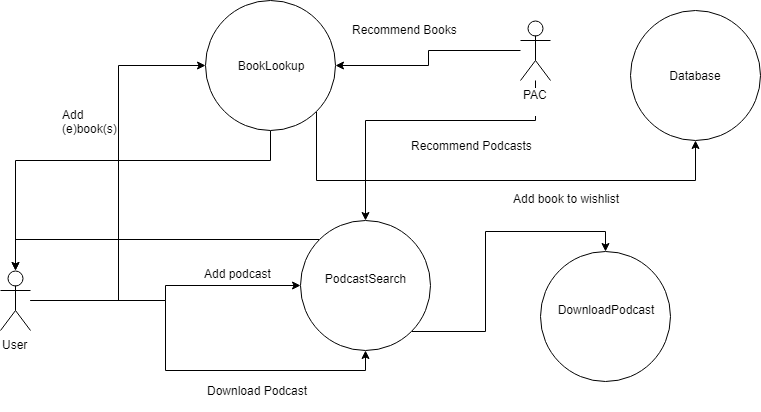 Recommend Books
BookLookup
Database
PAC
Add
(e)book(s)
Recommend Podcasts
Add book to wishlist
Add podcast
PodcastSearch
DownloadPodcast
User
Download Podcast